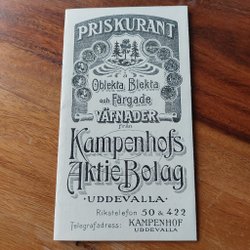 PRISKURANT
å
Oblekta, Blekta
och Färgade
VÄFNADER
från
Kampenhofs
Aktie Bolag
UDDEVALLA
Rikstelefon 50 & 422
Telegrafadress: KAMPENHOF
UDDEVALLA